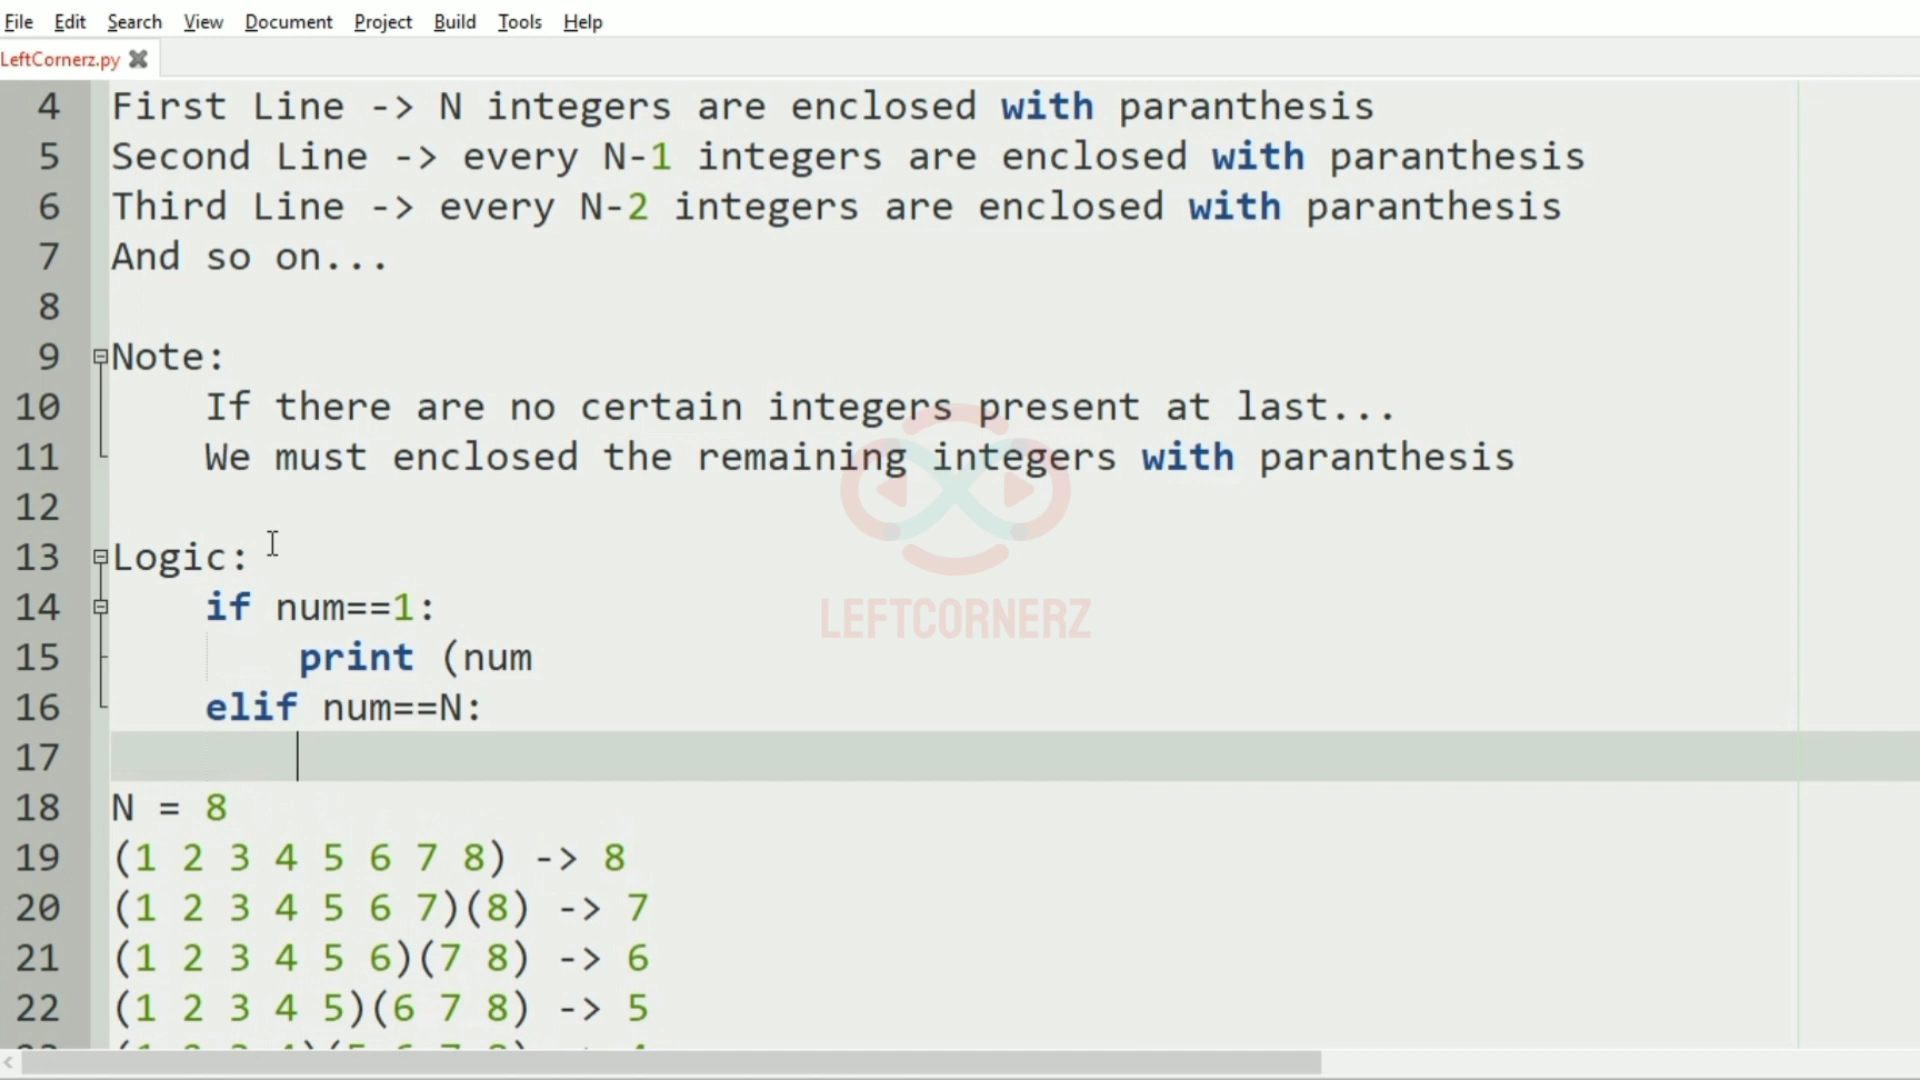 File Edit Search View Document Project Build Tools Help
LeftCornerz.py
4 First Line -> N integers are enclosed with paranthesis
5 Second Line -> every N-1 integers are enclosed with paranthesis
6 Third Line -> every N-2 integers are enclosed with paranthesis
7 And so on...
8
9 Note:
10 If there are no certain integers present at last...
11 We must enclosed the remaining integers with paranthesis
12
13 Logic:
14 if num==1:
15 print (num
16 elif num==N:
17
18 N = 8
19 (1 2 3 4 5 6 7 8) -> 8
20 (1 2 3 4 5 6 7)(8) -> 7
21 (1 2 3 4 5 6)(7 8) -> 6
22 (1 2 3 4 5)(6 7 8) -> 5
LEFTCORNERZ